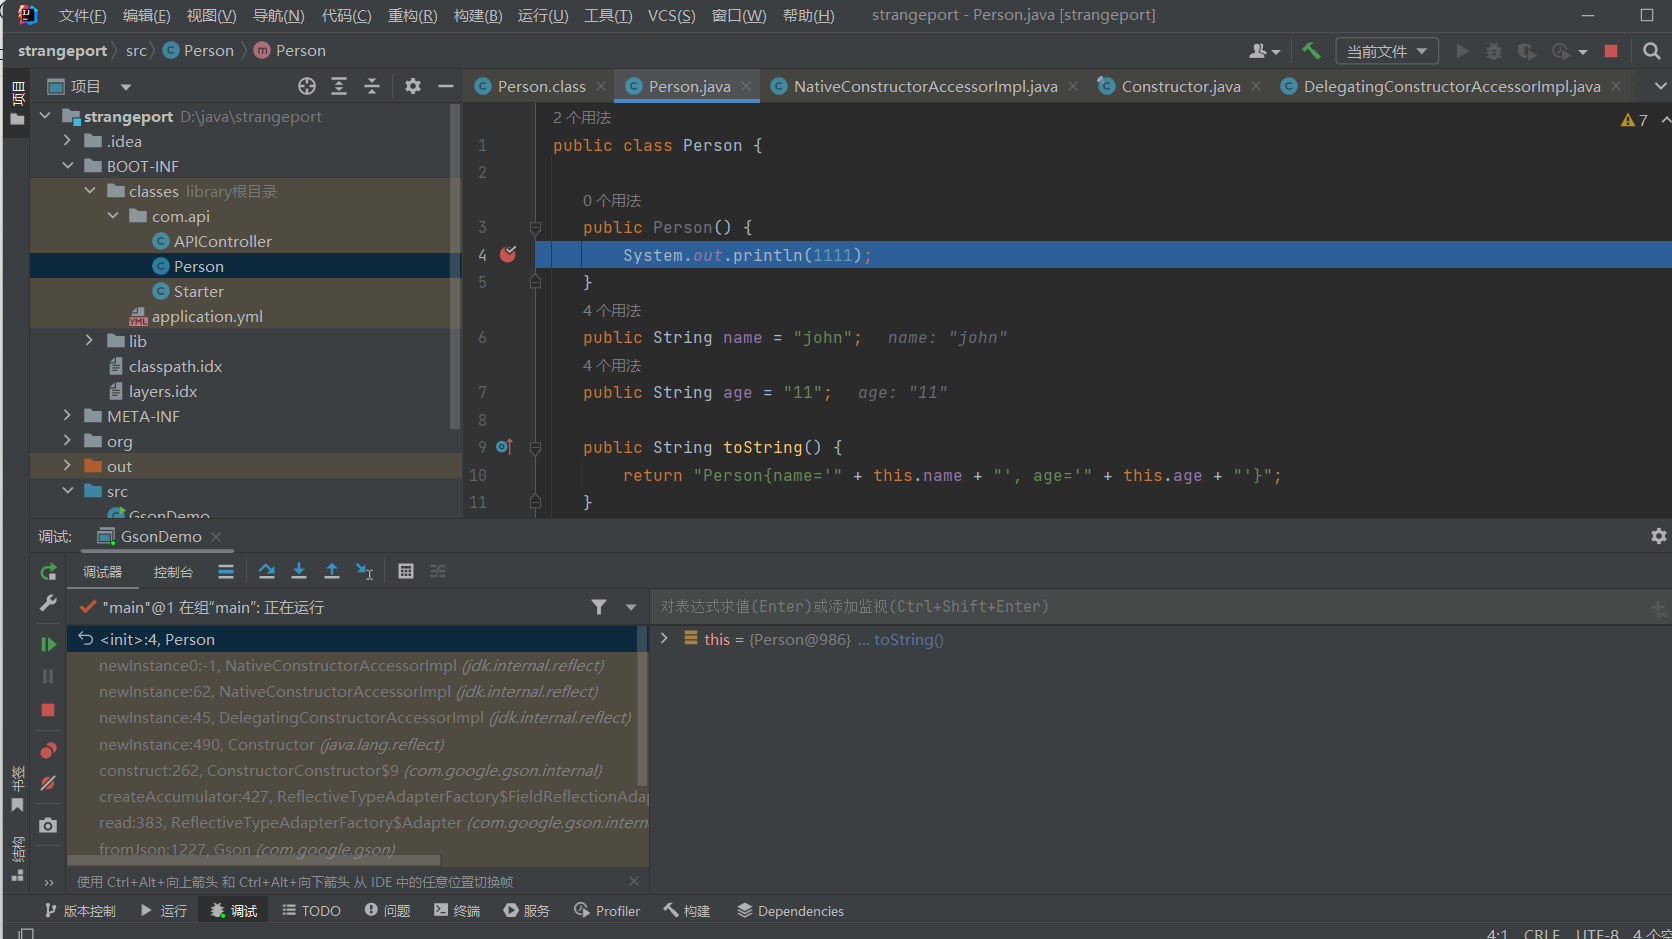 文件(F) 编辑(E) 视图(V) 导航(N) 代码(C) 重构(R) 构建(B) 运行(U) 工具(T) VCS(S) 窗口(W) 帮助(H) strangeport - Person.java [strangeport]
strangeport src Person Person 当前文件
项目
项目
Person.class Person.java NativeConstructorAccessorImpl.java Constructor.java DelegatingConstructorAccessorImpl.java
strangeport D:\java\strangeport
.idea
BOOT-INF
classes library根目录
com.api
APIController
Person
Starter
application.yml
lib
classpath.idx
layers.idx
META-INF
org
out
src
GsonDemo
2 个用法
7
1 public class Person {
2
0 个用法
3 public Person() {
4 System.out.println(1111);
5 }
4 个用法
6 public String name = "john"; name: "john"
4 个用法
7 public String age = "11"; age: "11"
8
9 public String toString() {
10 return "Person{name='" + this.name + "', age='" + this.age + "'}";
11 }
调试: GsonDemo
调试器 控制台
"main"@1 在组"main": 正在运行
对表达式求值(Enter)或添加监视(Ctrl+Shift+Enter)
<init>:4, Person
newInstance0:-1, NativeConstructorAccessorImpl (jdk.internal.reflect)
newInstance:62, NativeConstructorAccessorImpl (jdk.internal.reflect)
newInstance:45, DelegatingConstructorAccessorImpl (jdk.internal.reflect)
newInstance:490, Constructor (java.lang.reflect)
construct:262, ConstructorConstructor$9 (com.google.gson.internal)
createAccumulator:427, ReflectiveTypeAdapterFactory$FieldReflectionAda
read:383, ReflectiveTypeAdapterFactory$Adapter (com.google.gson.intern
fromJson:1227, Gson (com.google.gson)
this = {Person@986} ... toString()
书签
结构
使用 Ctrl+Alt+向上箭头 和 Ctrl+Alt+向下箭头 从 IDE 中的任意位置切换帧
版本控制 运行 调试 TODO 问题 终端 服务 Profiler 构建 Dependencies
4:1 CRLF UTF-8 4 个空